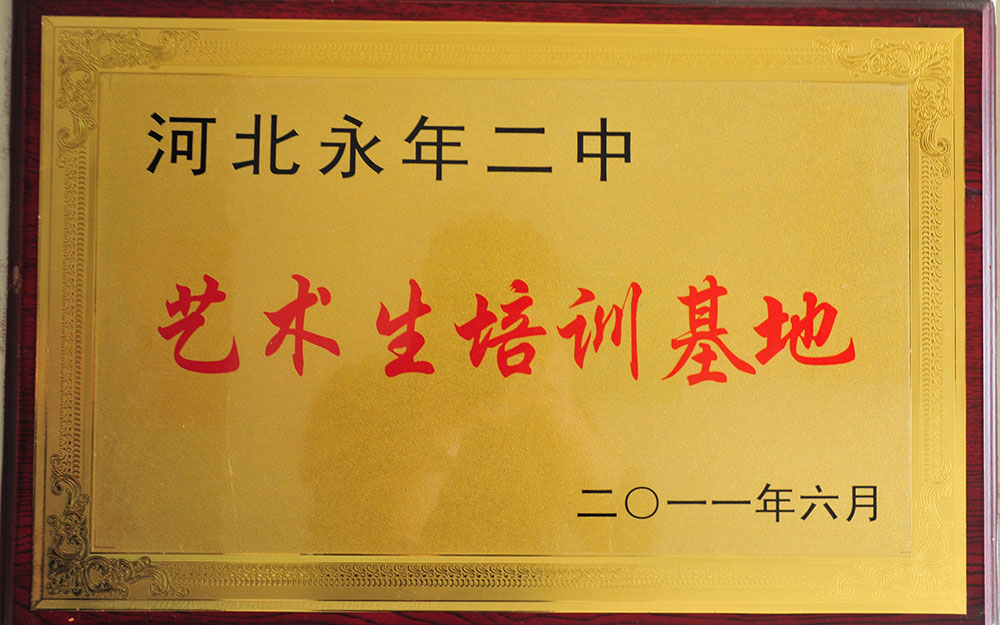 河北永年二中
艺术生培训基地
二〇一一年六月